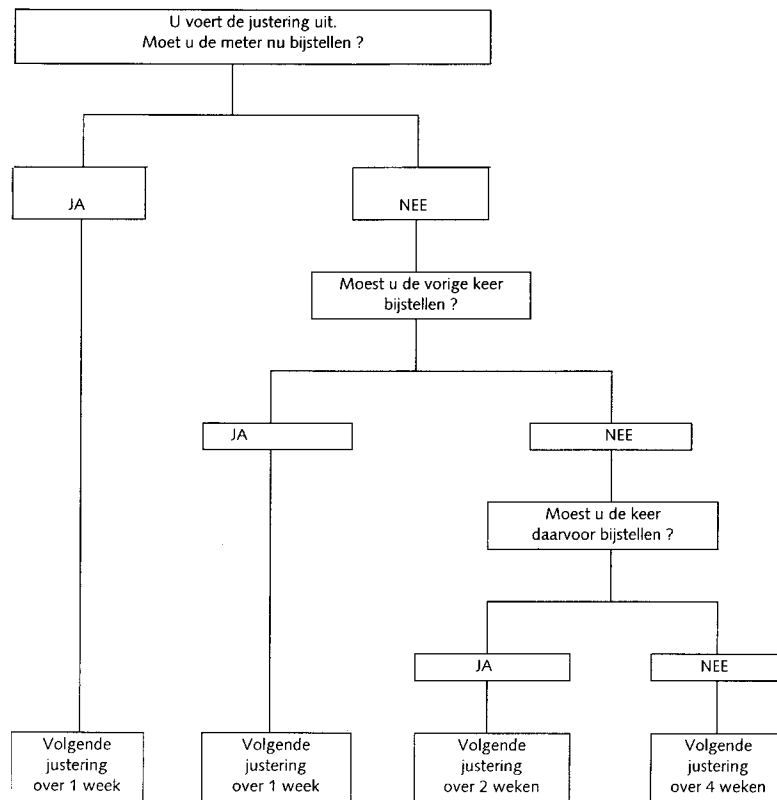 U voert de justering uit.
Moet u de meter nu bijstellen ?
JA
NEE
Moest u de vorige keer
bijstellen ?
JA
NEE
Moest u de keer
daarvoor bijstellen ?
JA
NEE
Volgende
justering
over 1 week
Volgende
justering
over 1 week
Volgende
justering
over 2 weken
Volgende
justering
over 4 weken